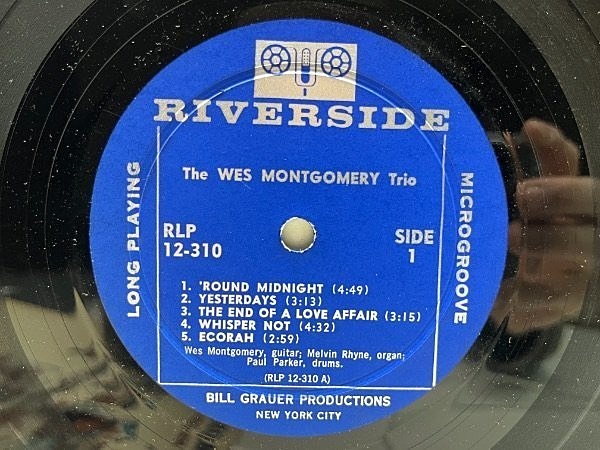 RIVERSIDE
The WES MONTGOMERY Trio
LONG PLAYING
MICROGROOVE
RLP
12-310
SIDE
1
1. 'ROUND MIDNIGHT (4:49)
2. YESTERDAYS (3:13)
3. THE END OF A LOVE AFFAIR (3:15)
4. WHISPER NOT (4:32)
5. ECORAH (2:59)
Wes Montgomery, guitar; Melvin Rhyne, organ;
Paul Parker, drums.
(RLP 12-310 A)
BILL GRAUER PRODUCTIONS
NEW YORK CITY